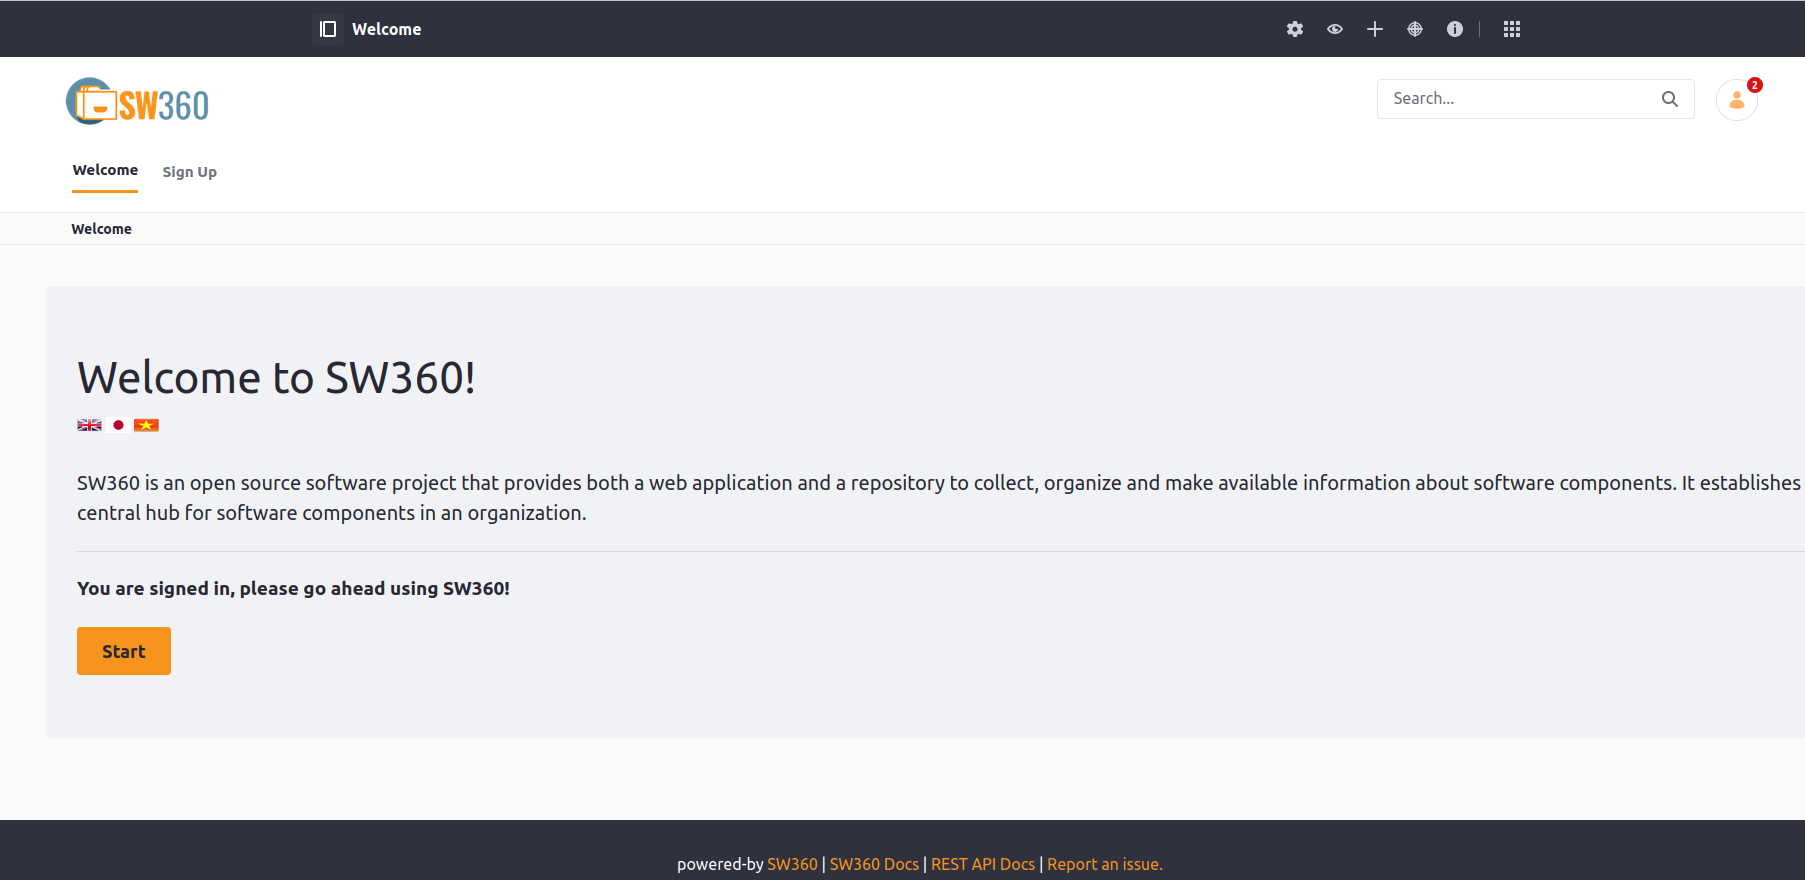 Welcome
SW360
Search...
2
Welcome
Sign Up
Welcome
Welcome to SW360!
SW360 is an open source software project that provides both a web application and a repository to collect, organize and make available information about software components. It establishes
central hub for software components in an organization.
You are signed in, please go ahead using SW360!
Start
powered-by SW360 | SW360 Docs | REST API Docs | Report an issue.